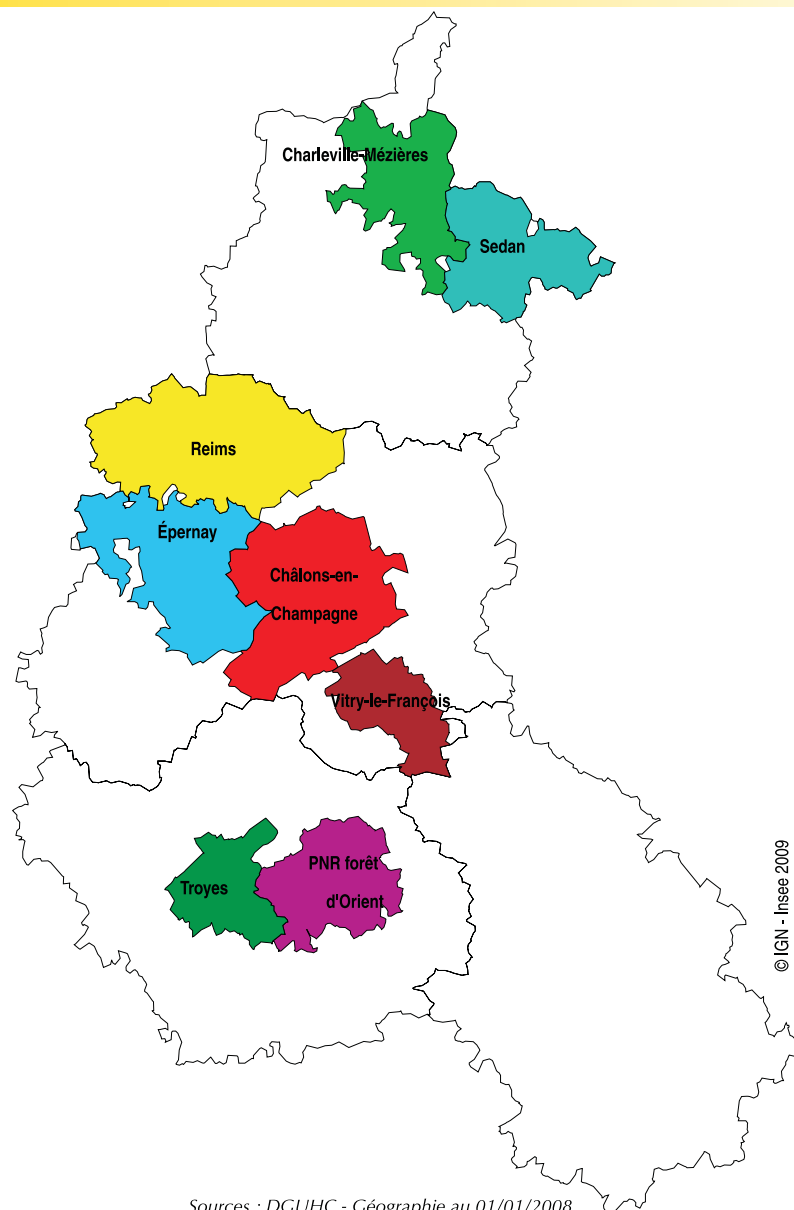 Charleville-Mézières
Sedan
Reims
Épernay
Châlons-en-
Champagne
Vitry-le-François
PNR forêt
d'Orient
Troyes
© IGN - Insee 2009
Sources : DGUHC - Géographie au 01/01/2008